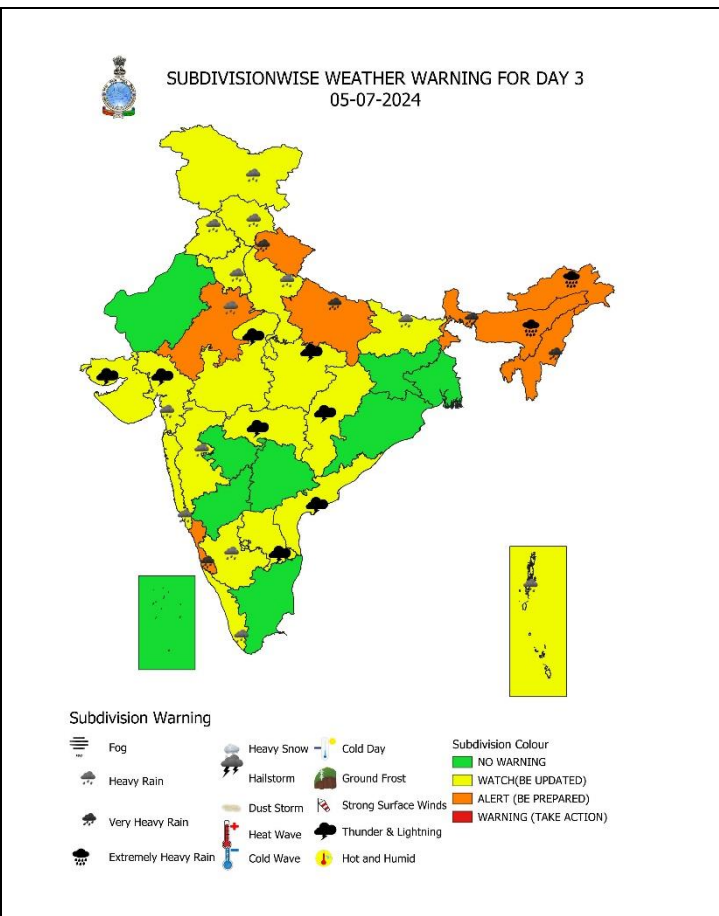 SUBDIVISIONWISE WEATHER WARNING FOR DAY 3
05-07-2024
Subdivision Warning
Fog
Heavy Rain
Very Heavy Rain
Extremely Heavy Rain
Heavy Snow
Hailstorm
Dust Storm
Heat Wave
Cold Wave
Cold Day
Ground Frost
Strong Surface Winds
Thunder & Lightning
Hot and Humid
Subdivision Colour
NO WARNING
WATCH(BE UPDATED)
ALERT (BE PREPARED)
WARNING (TAKE ACTION)